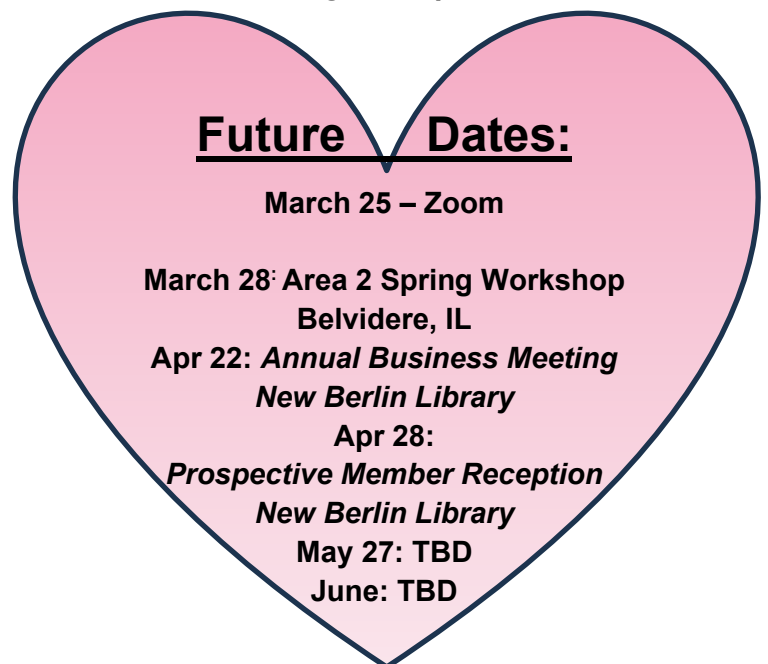 Future Dates:
March 25 – Zoom
March 28: Area 2 Spring Workshop
Belvidere, IL
Apr 22: Annual Business Meeting
New Berlin Library
Apr 28:
Prospective Member Reception
New Berlin Library
May 27: TBD
June: TBD